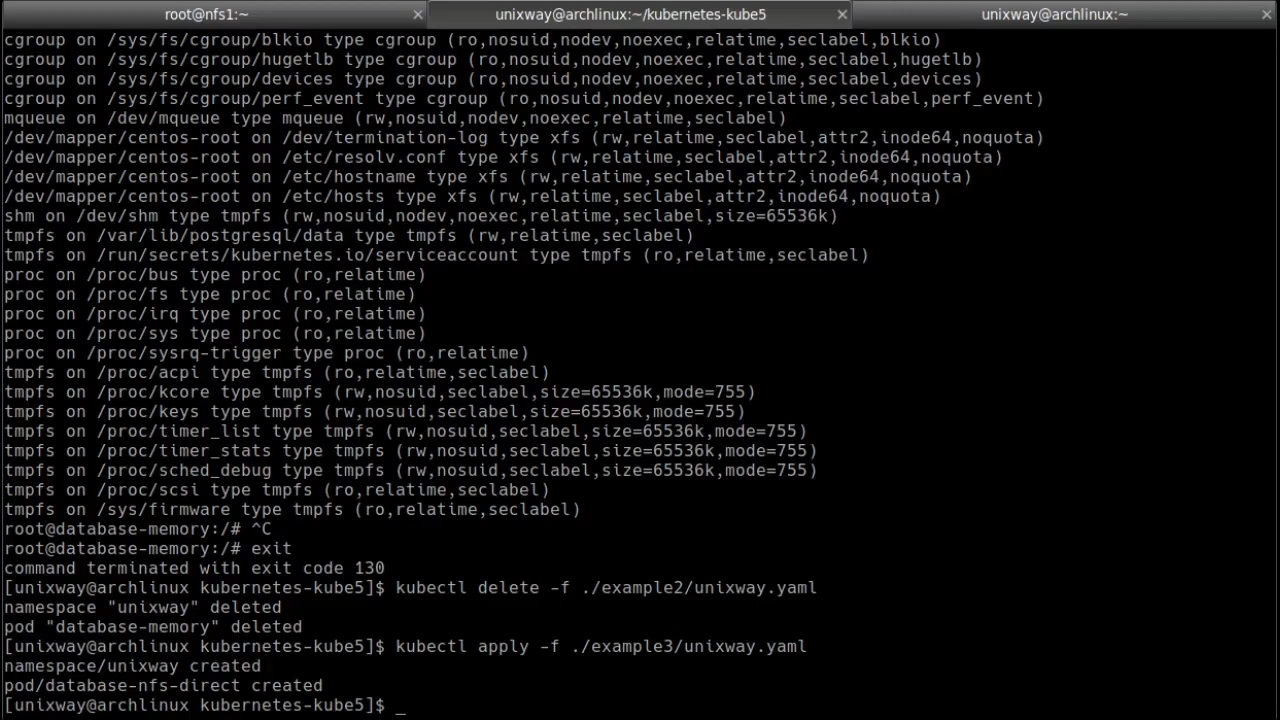 root@nfs1:~ × unixway@archlinux:~/kubernetes-kube5 × unixway@archlinux:~ ×
cgroup on /sys/fs/cgroup/blkio type cgroup (ro,nosuid,nodev,noexec,relatime,seclabel,blkio)
cgroup on /sys/fs/cgroup/hugetlb type cgroup (ro,nosuid,nodev,noexec,relatime,seclabel,hugetlb)
cgroup on /sys/fs/cgroup/devices type cgroup (ro,nosuid,nodev,noexec,relatime,seclabel,devices)
cgroup on /sys/fs/cgroup/perf_event type cgroup (ro,nosuid,nodev,noexec,relatime,seclabel,perf_event)
mqueue on /dev/mqueue type mqueue (rw,nosuid,nodev,noexec,relatime,seclabel)
/dev/mapper/centos-root on /dev/termination-log type xfs (rw,relatime,seclabel,attr2,inode64,noquota)
/dev/mapper/centos-root on /etc/resolv.conf type xfs (rw,relatime,seclabel,attr2,inode64,noquota)
/dev/mapper/centos-root on /etc/hostname type xfs (rw,relatime,seclabel,attr2,inode64,noquota)
/dev/mapper/centos-root on /etc/hosts type xfs (rw,relatime,seclabel,attr2,inode64,noquota)
shm on /dev/shm type tmpfs (rw,nosuid,nodev,noexec,relatime,seclabel,size=65536k)
tmpfs on /var/lib/postgresql/data type tmpfs (rw,relatime,seclabel)
tmpfs on /run/secrets/kubernetes.io/serviceaccount type tmpfs (ro,relatime,seclabel)
proc on /proc/bus type proc (ro,relatime)
proc on /proc/fs type proc (ro,relatime)
proc on /proc/irq type proc (ro,relatime)
proc on /proc/sys type proc (ro,relatime)
proc on /proc/sysrq-trigger type proc (ro,relatime)
tmpfs on /proc/acpi type tmpfs (ro,relatime,seclabel)
tmpfs on /proc/kcore type tmpfs (rw,nosuid,seclabel,size=65536k,mode=755)
tmpfs on /proc/keys type tmpfs (rw,nosuid,seclabel,size=65536k,mode=755)
tmpfs on /proc/timer_list type tmpfs (rw,nosuid,seclabel,size=65536k,mode=755)
tmpfs on /proc/timer_stats type tmpfs (rw,nosuid,seclabel,size=65536k,mode=755)
tmpfs on /proc/sched_debug type tmpfs (rw,nosuid,seclabel,size=65536k,mode=755)
tmpfs on /proc/scsi type tmpfs (ro,relatime,seclabel)
tmpfs on /sys/firmware type tmpfs (ro,relatime,seclabel)
root@database-memory:/# ^C
root@database-memory:/# exit
command terminated with exit code 130
[unixway@archlinux kubernetes-kube5]$ kubectl delete -f ./example2/unixway.yaml
namespace "unixway" deleted
pod "database-memory" deleted
[unixway@archlinux kubernetes-kube5]$ kubectl apply -f ./example3/unixway.yaml
namespace/unixway created
pod/database-nfs-direct created
[unixway@archlinux kubernetes-kube5]$ _